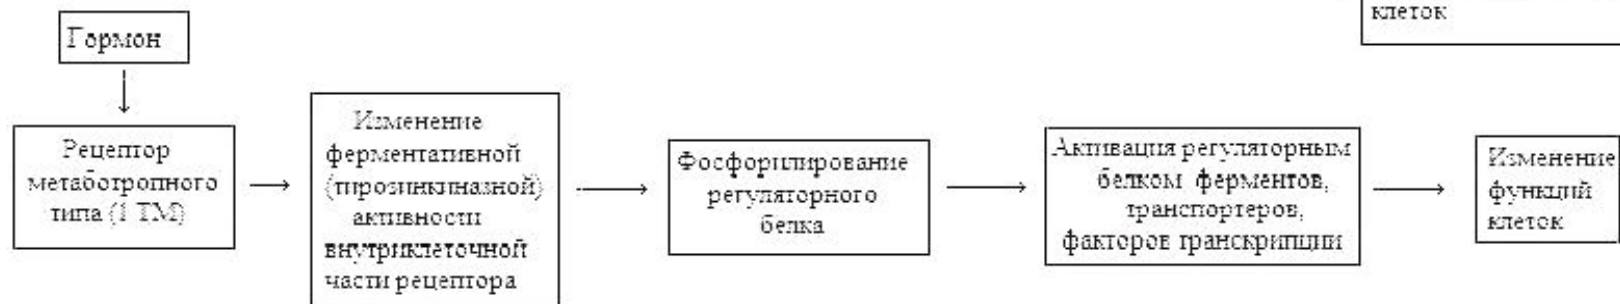 клеток
Гормон
Рецептор
метаботропного
типа (1 ТМ)
Изменение
ферментативной
(тирозинкиназной)
активности
внутриклеточной
части рецептора
Фосфорилирование
регуляторного
белка
Активация регуляторным
белком ферментов,
транспортеров,
факторов транскрипции
Изменение
функций
клеток